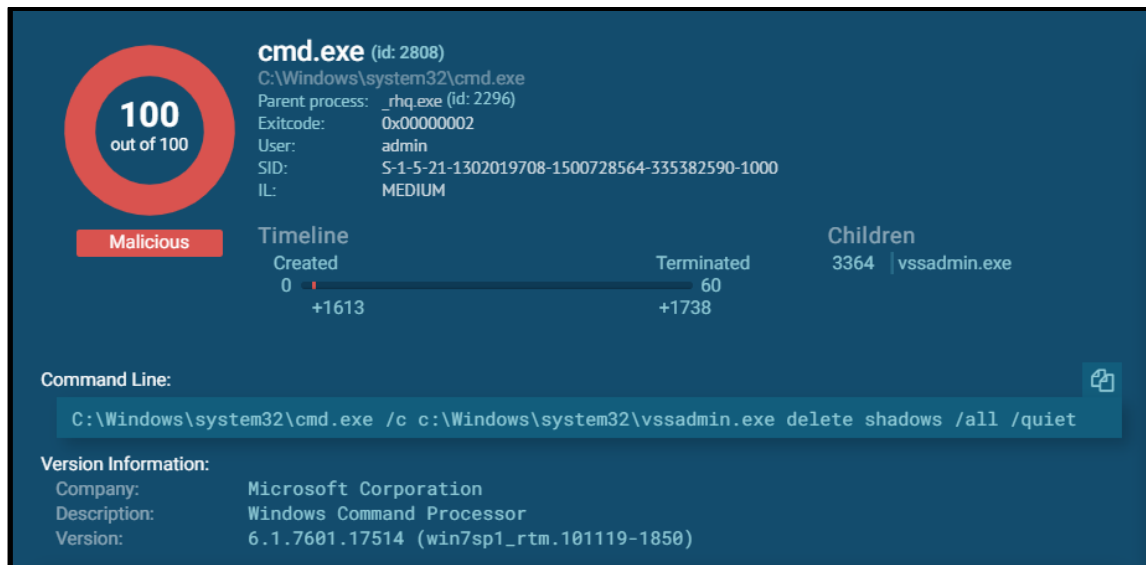 100
out of 100
Malicious
cmd.exe (id: 2808)
C:\Windows\system32\cmd.exe
Parent process: _rhq.exe (id: 2296)
Exitcode: 0x00000002
User: admin
SID: S-1-5-21-1302019708-1500728564-335382590-1000
IL: MEDIUM
Timeline
Created Terminated
0 60
+1613 +1738
Children
3364 vssadmin.exe
Command Line:
C:\Windows\system32\cmd.exe /c c:\Windows\system32\vssadmin.exe delete shadows /all /quiet
Version Information:
Company: Microsoft Corporation
Description: Windows Command Processor
Version: 6.1.7601.17514 (win7sp1_rtm.101119-1850)